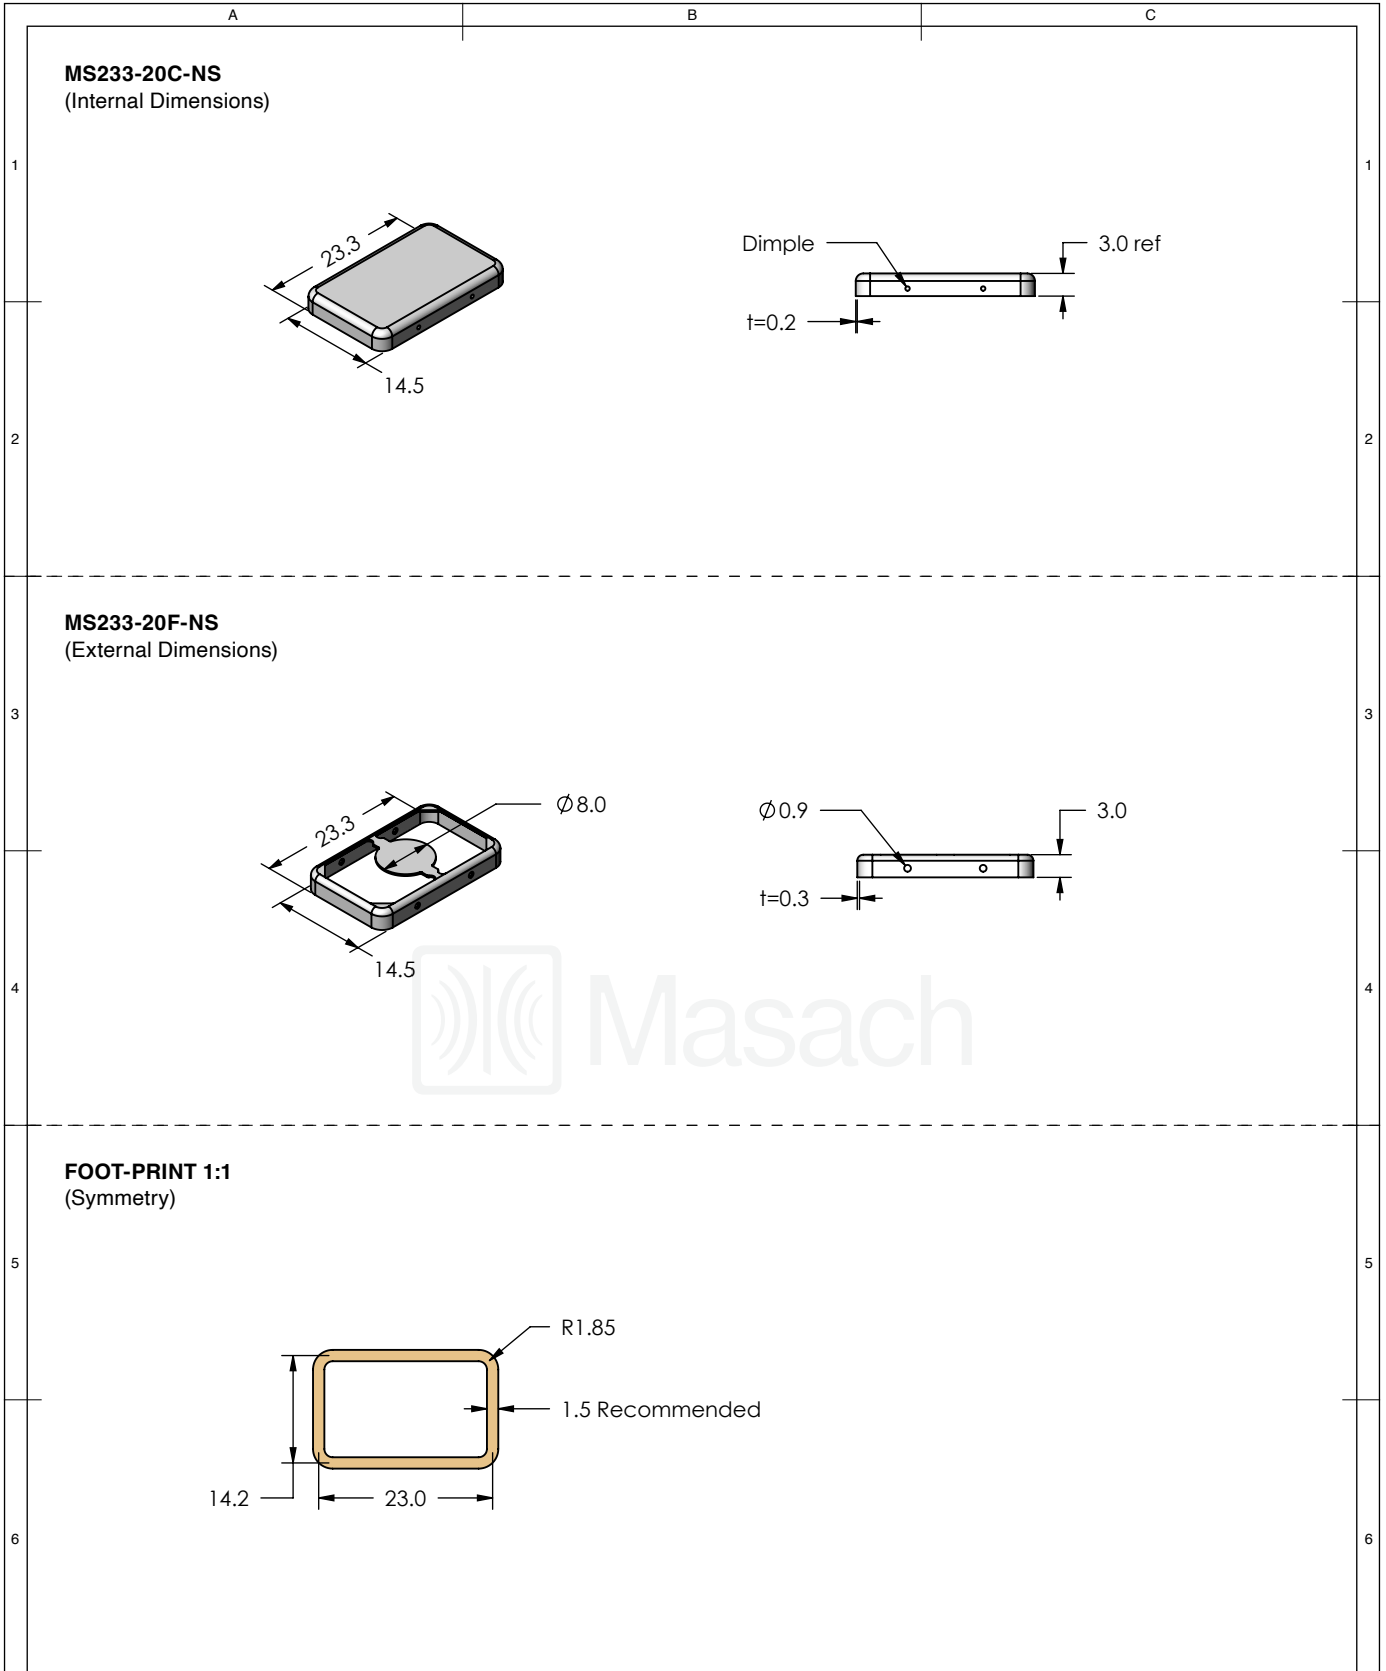 A B C
MS233-20C-NS
(Internal Dimensions)
1 1
23.3
14.5
Dimple
3.0 ref
t=0.2
2 2
MS233-20F-NS
(External Dimensions)
3 3
23.3
Ø8.0
14.5
Ø0.9
3.0
t=0.3
Masach
4 4
FOOT-PRINT 1:1
(Symmetry)
5 5
R1.85
1.5 Recommended
14.2
23.0
6 6